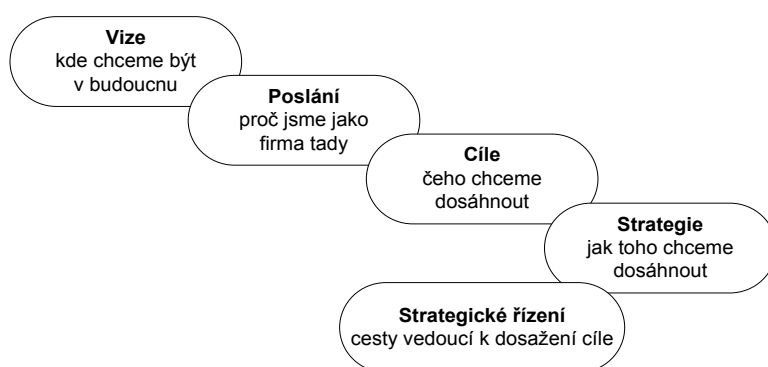 Vize
kde chceme být
v budoucnu
Poslání
proč jsme jako
firma tady
Cíle
čeho chceme
dosáhnout
Strategie
jak toho chceme
dosáhnout
Strategické řízení
cesty vedoucí k dosažení cíle